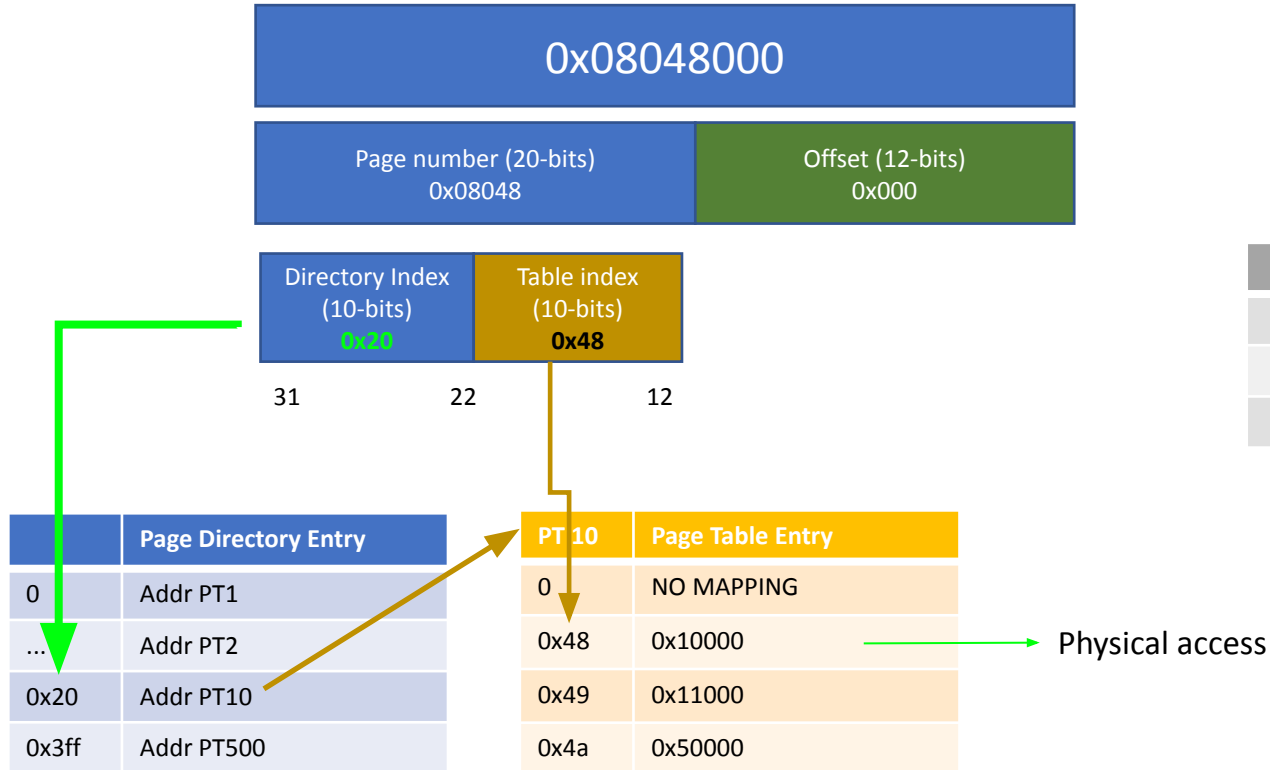 0x08048000
Page number (20-bits)
0x08048
Offset (12-bits)
0x000
Directory Index
(10-bits)
0x20
Table index
(10-bits)
0x48
31 22 12
Page Directory Entry
0 Addr PT1
... Addr PT2
0x20 Addr PT10
0x3ff Addr PT500
PT 10 Page Table Entry
0 NO MAPPING
0x48 0x10000
0x49 0x11000
0x4a 0x50000
Physical access